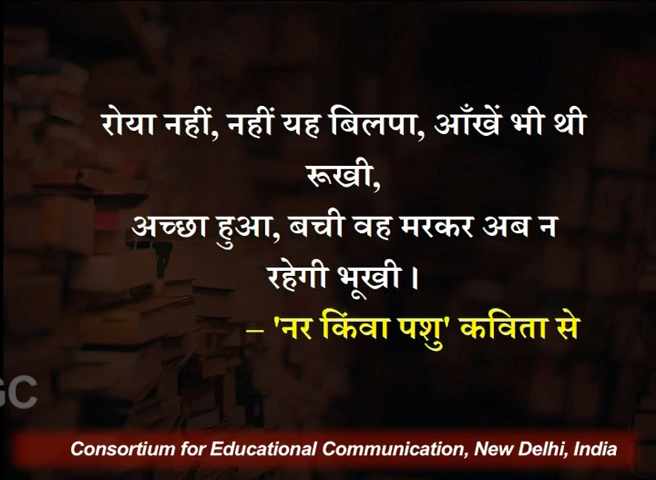 रोया नहीं, नहीं यह बिलपा, आँखें भी थी
रूखी,
अच्छा हुआ, बची वह मरकर अब न
रहेगी भूखी।
– 'नर किंवा पशु' कविता से
GC
Consortium for Educational Communication, New Delhi, India